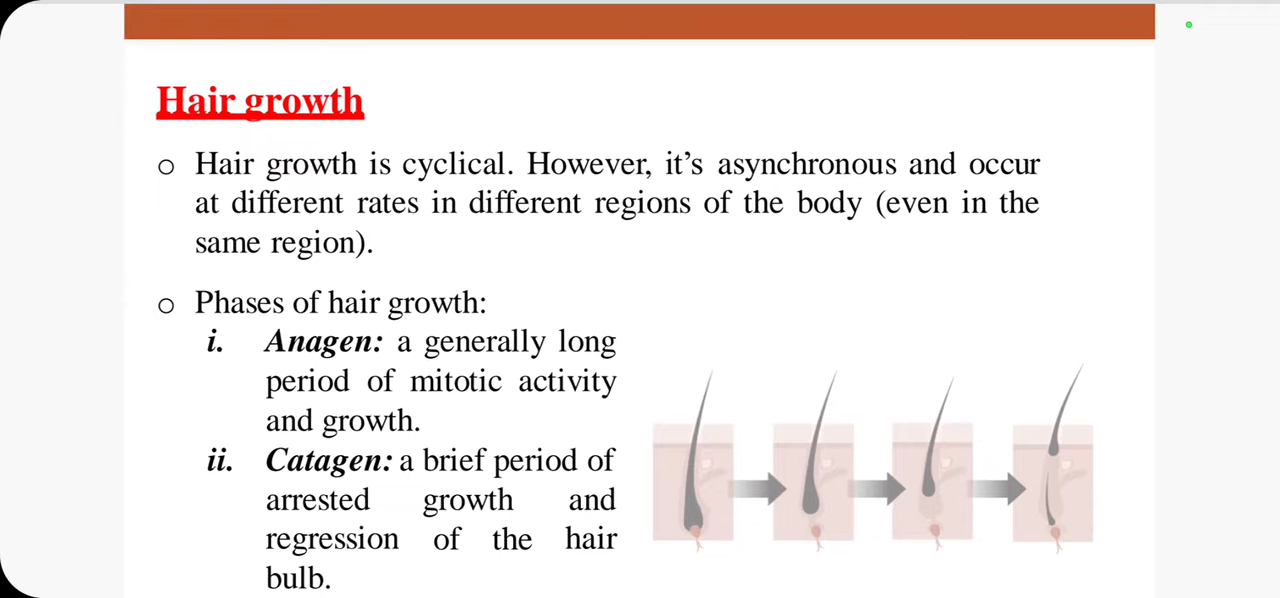 Hair growth
o Hair growth is cyclical. However, it’s asynchronous and occur
at different rates in different regions of the body (even in the
same region).
o Phases of hair growth:
i. Anagen: a generally long
period of mitotic activity
and growth.
ii. Catagen: a brief period of
arrested growth and
regression of the hair
bulb.